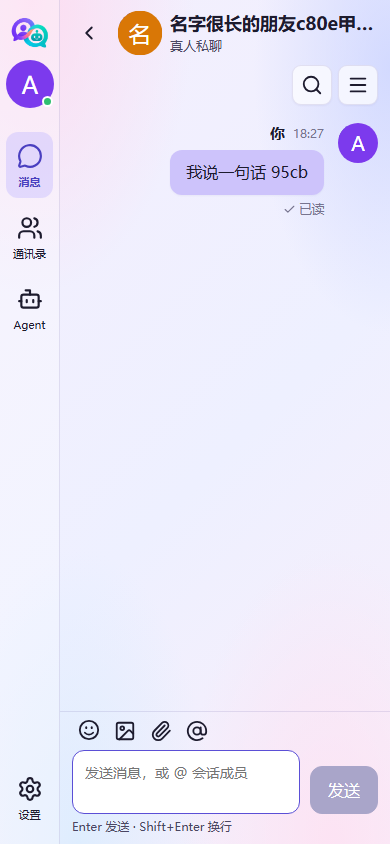 A
消息
通讯录
Agent
设置
名
名字很长的朋友c80e甲...
真人私聊
你 18:27
A
我说一句话 95cb
已读
发送消息，或 @ 会话成员
发送
Enter 发送 · Shift+Enter 换行